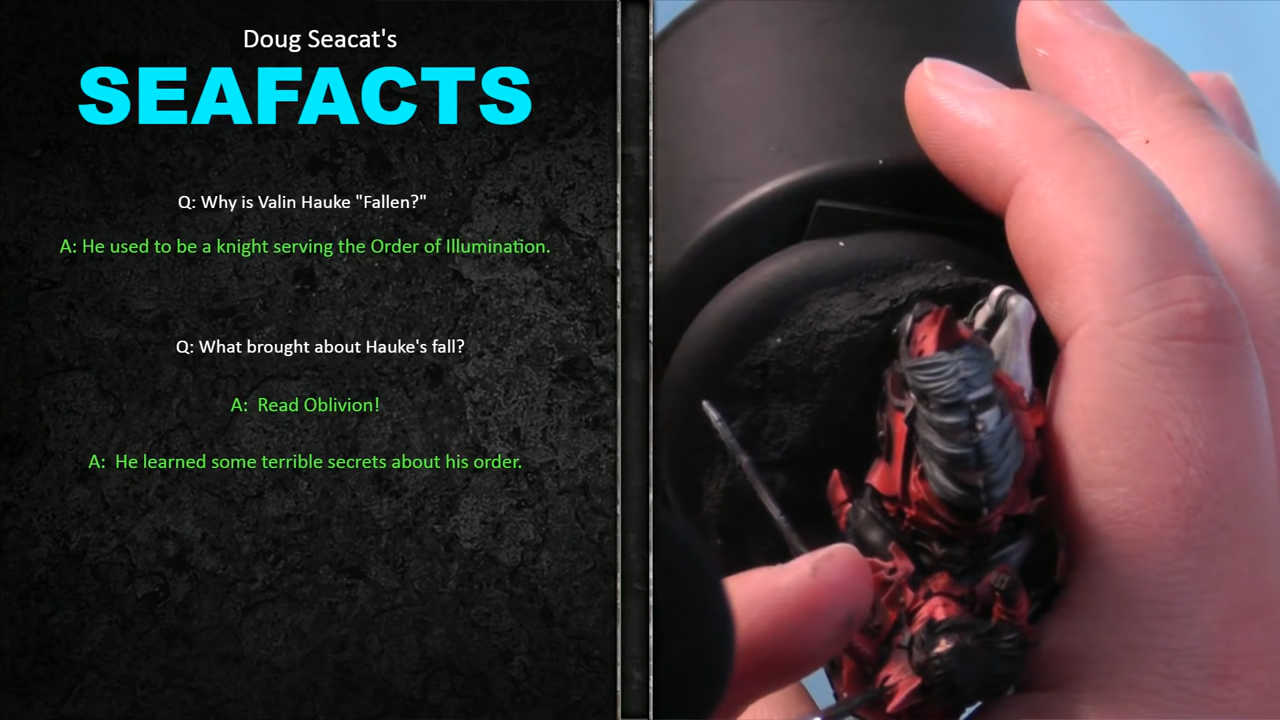 Doug Seacat's
SEAFACTS
Q: Why is Valin Hauke "Fallen?"
A: He used to be a knight serving the Order of Illumination.
Q: What brought about Hauke's fall?
A: Read Oblivion!
A: He learned some terrible secrets about his order.